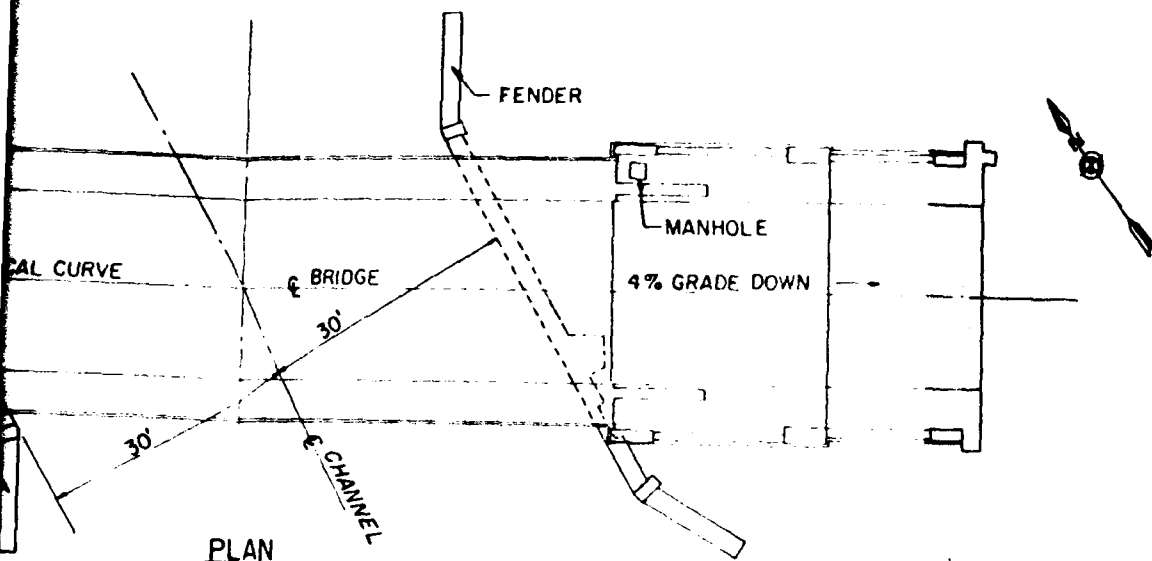 FENDER
MANHOLE
CAL CURVE
℄ BRIDGE
4% GRADE DOWN
30'
30'
℄ CHANNEL
PLAN